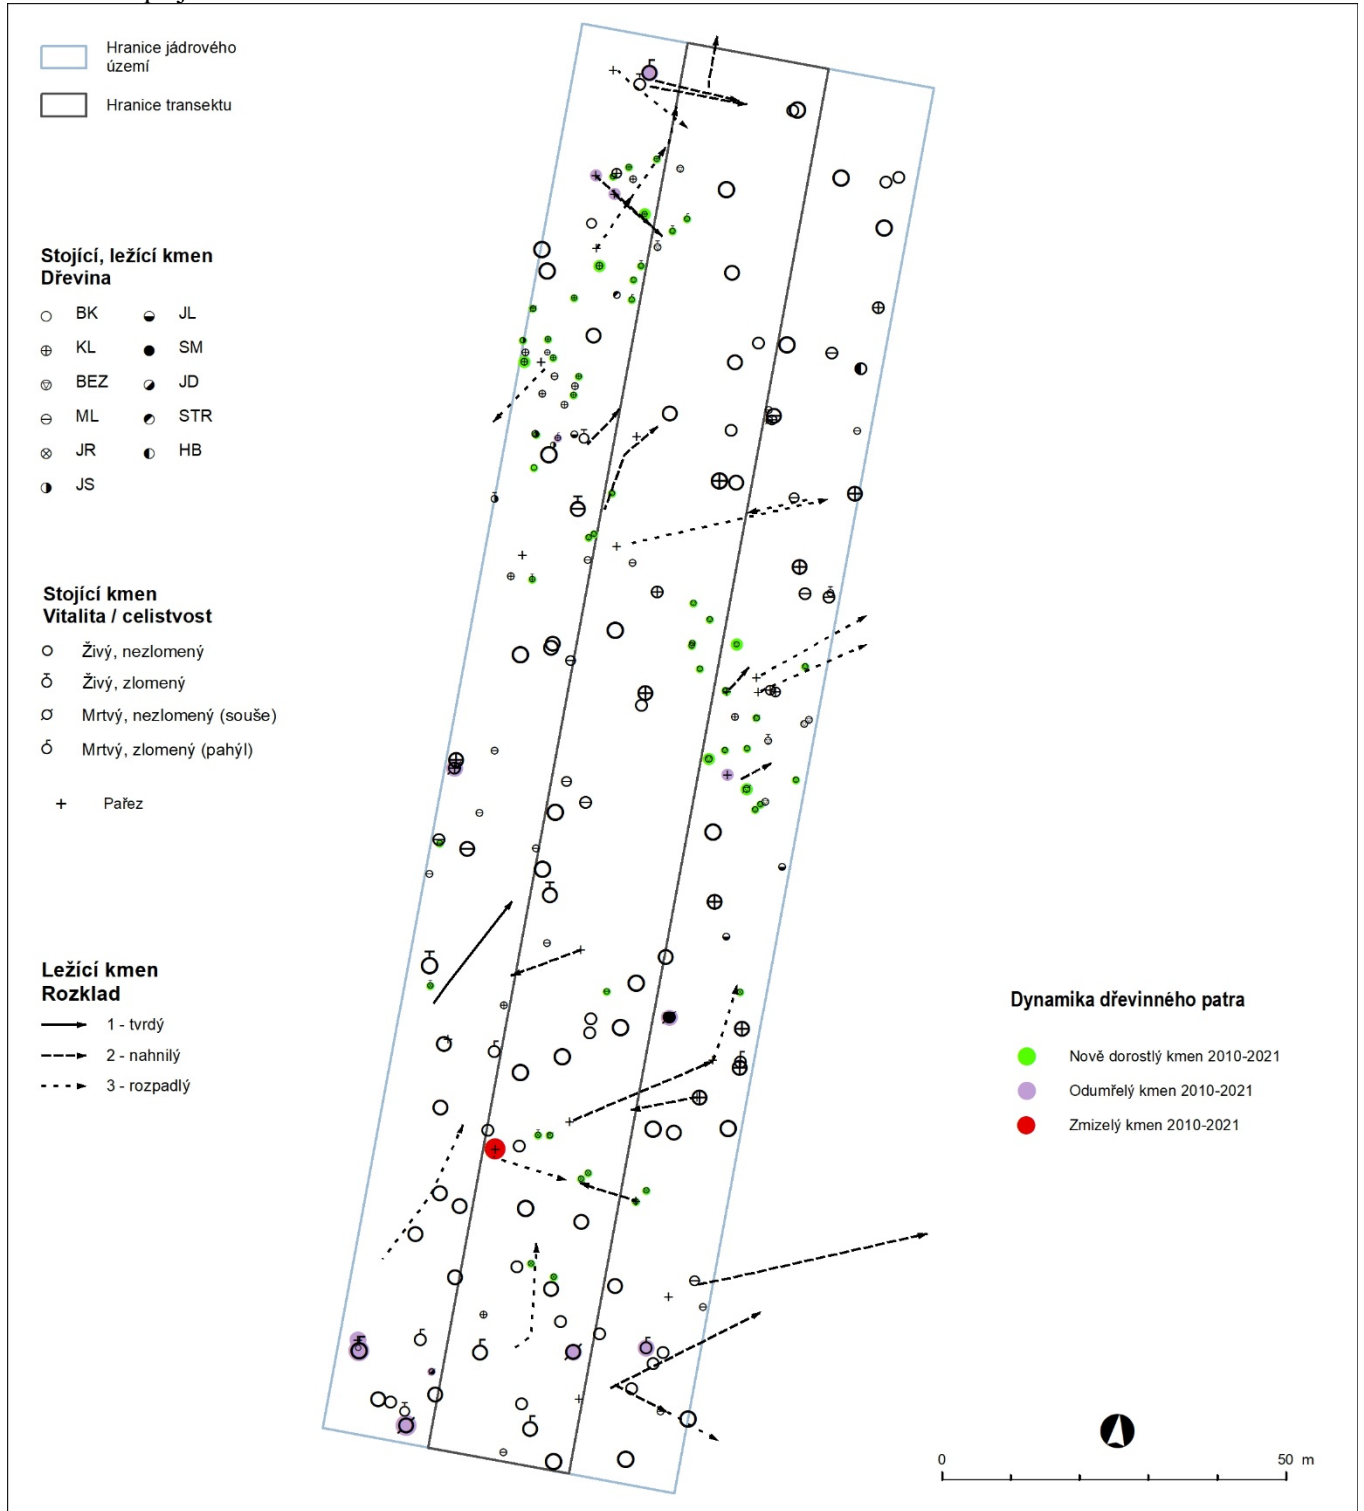 Hranice jádrového
území
Hranice transektu
Stojící, ležící kmen
Dřevina
BK JL
KL SM
BEZ JD
ML STR
JR HB
JS
Stojící kmen
Vitalita / celistvost
Živý, nezlomený
Živý, zlomený
Mrtvý, nezlomený (souše)
Mrtvý, zlomený (pahýl)
Pařez
Ležící kmen
Rozklad
1 - tvrdý
2 - nahnilý
3 - rozpadlý
Dynamika dřevinného patra
Nově dorostlý kmen 2010-2021
Odumřelý kmen 2010-2021
Zmizelý kmen 2010-2021
0 50 m